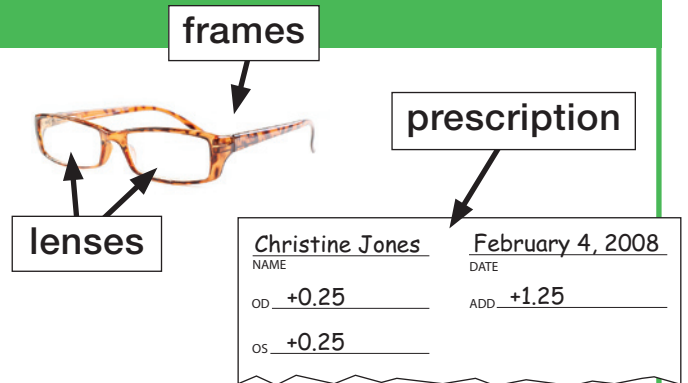 frames
prescription
lenses
Christine Jones February 4, 2008
NAME DATE
OD +0.25 ADD +1.25
OS +0.25